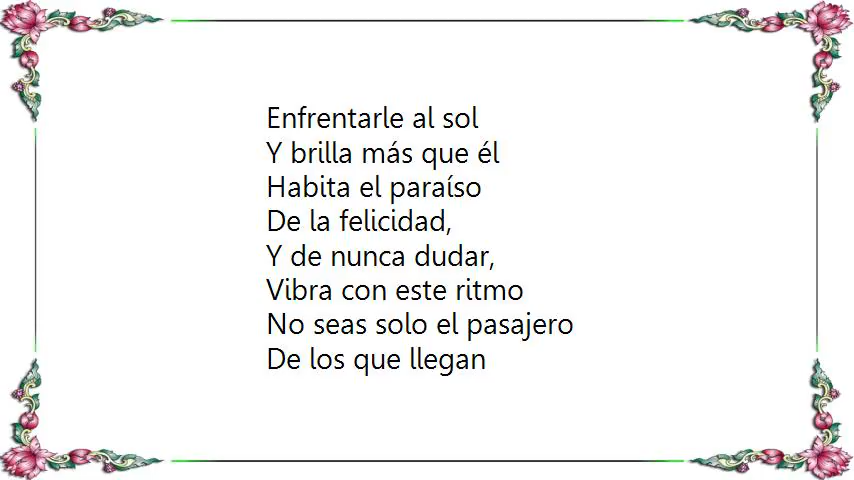 Enfrentarle al sol
Y brilla más que él
Habita el paraíso
De la felicidad,
Y de nunca dudar,
Vibra con este ritmo
No seas solo el pasajero
De los que llegan